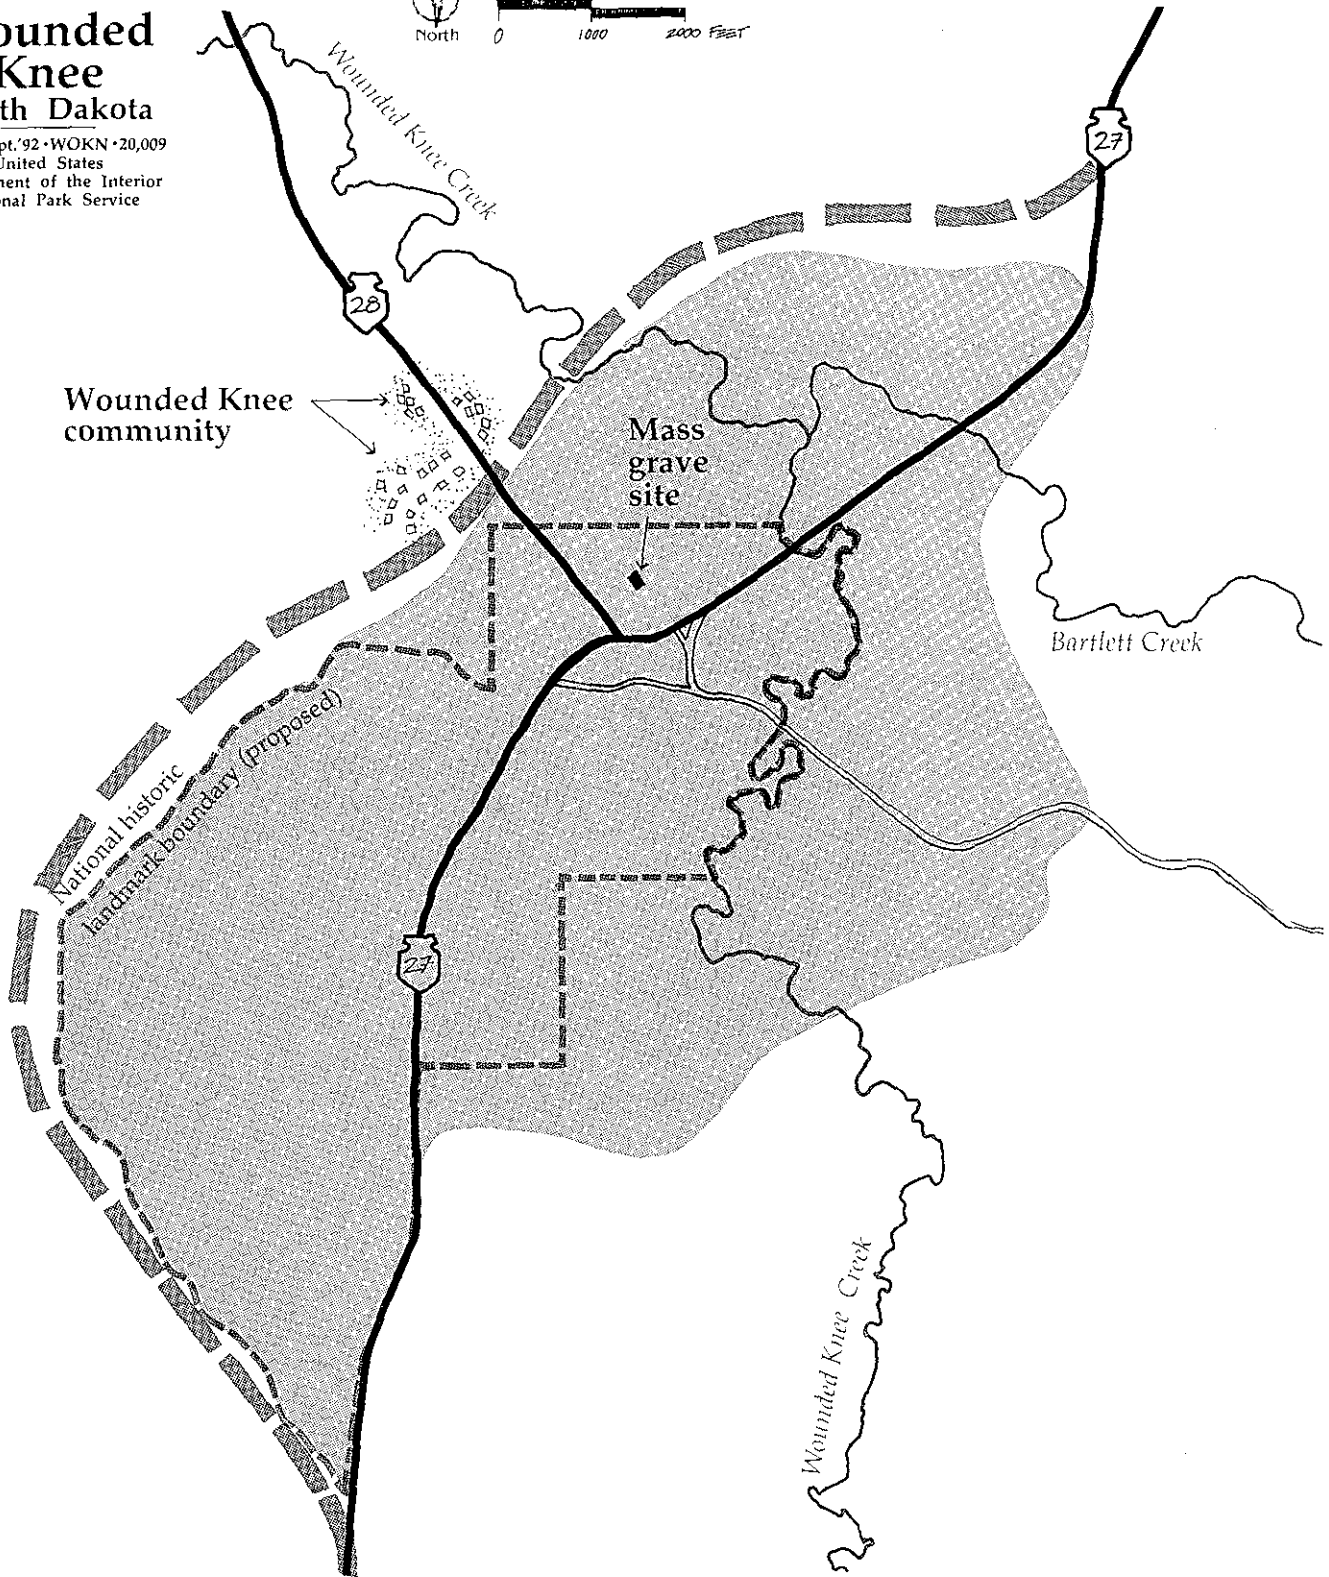 ounded
Knee
th Dakota
pt.'92·WOKN·20,009
United States
ment of the Interior
onal Park Service
North
0 1000 2000 FEET
Wounded Knee Creek
27
28
Wounded Knee
community
Mass
grave
site
Bartlett Creek
National historic
landmark boundary (proposed)
27
Wounded Knee Creek